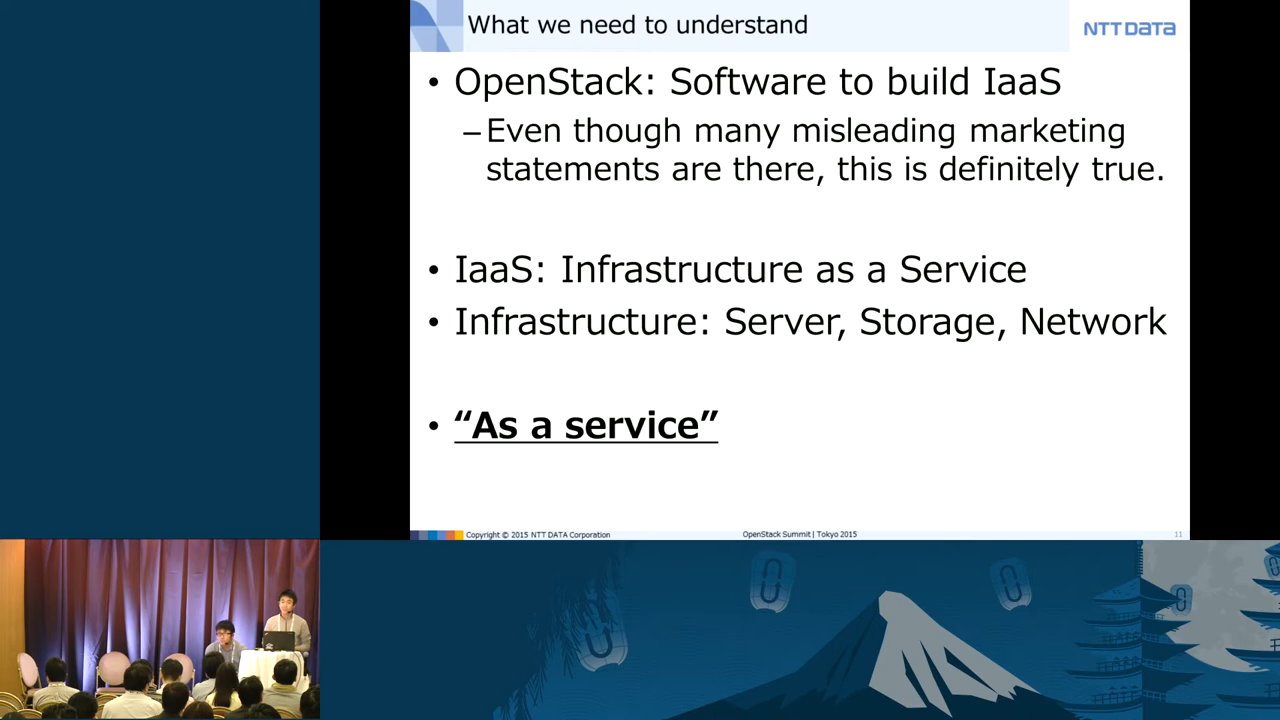 What we need to understand
NTT DATA
• OpenStack: Software to build IaaS
–Even though many misleading marketing
statements are there, this is definitely true.
• IaaS: Infrastructure as a Service
• Infrastructure: Server, Storage, Network
• “As a service”
Copyright © 2015 NTT DATA Corporation
OpenStack Summit | Tokyo 2015
11